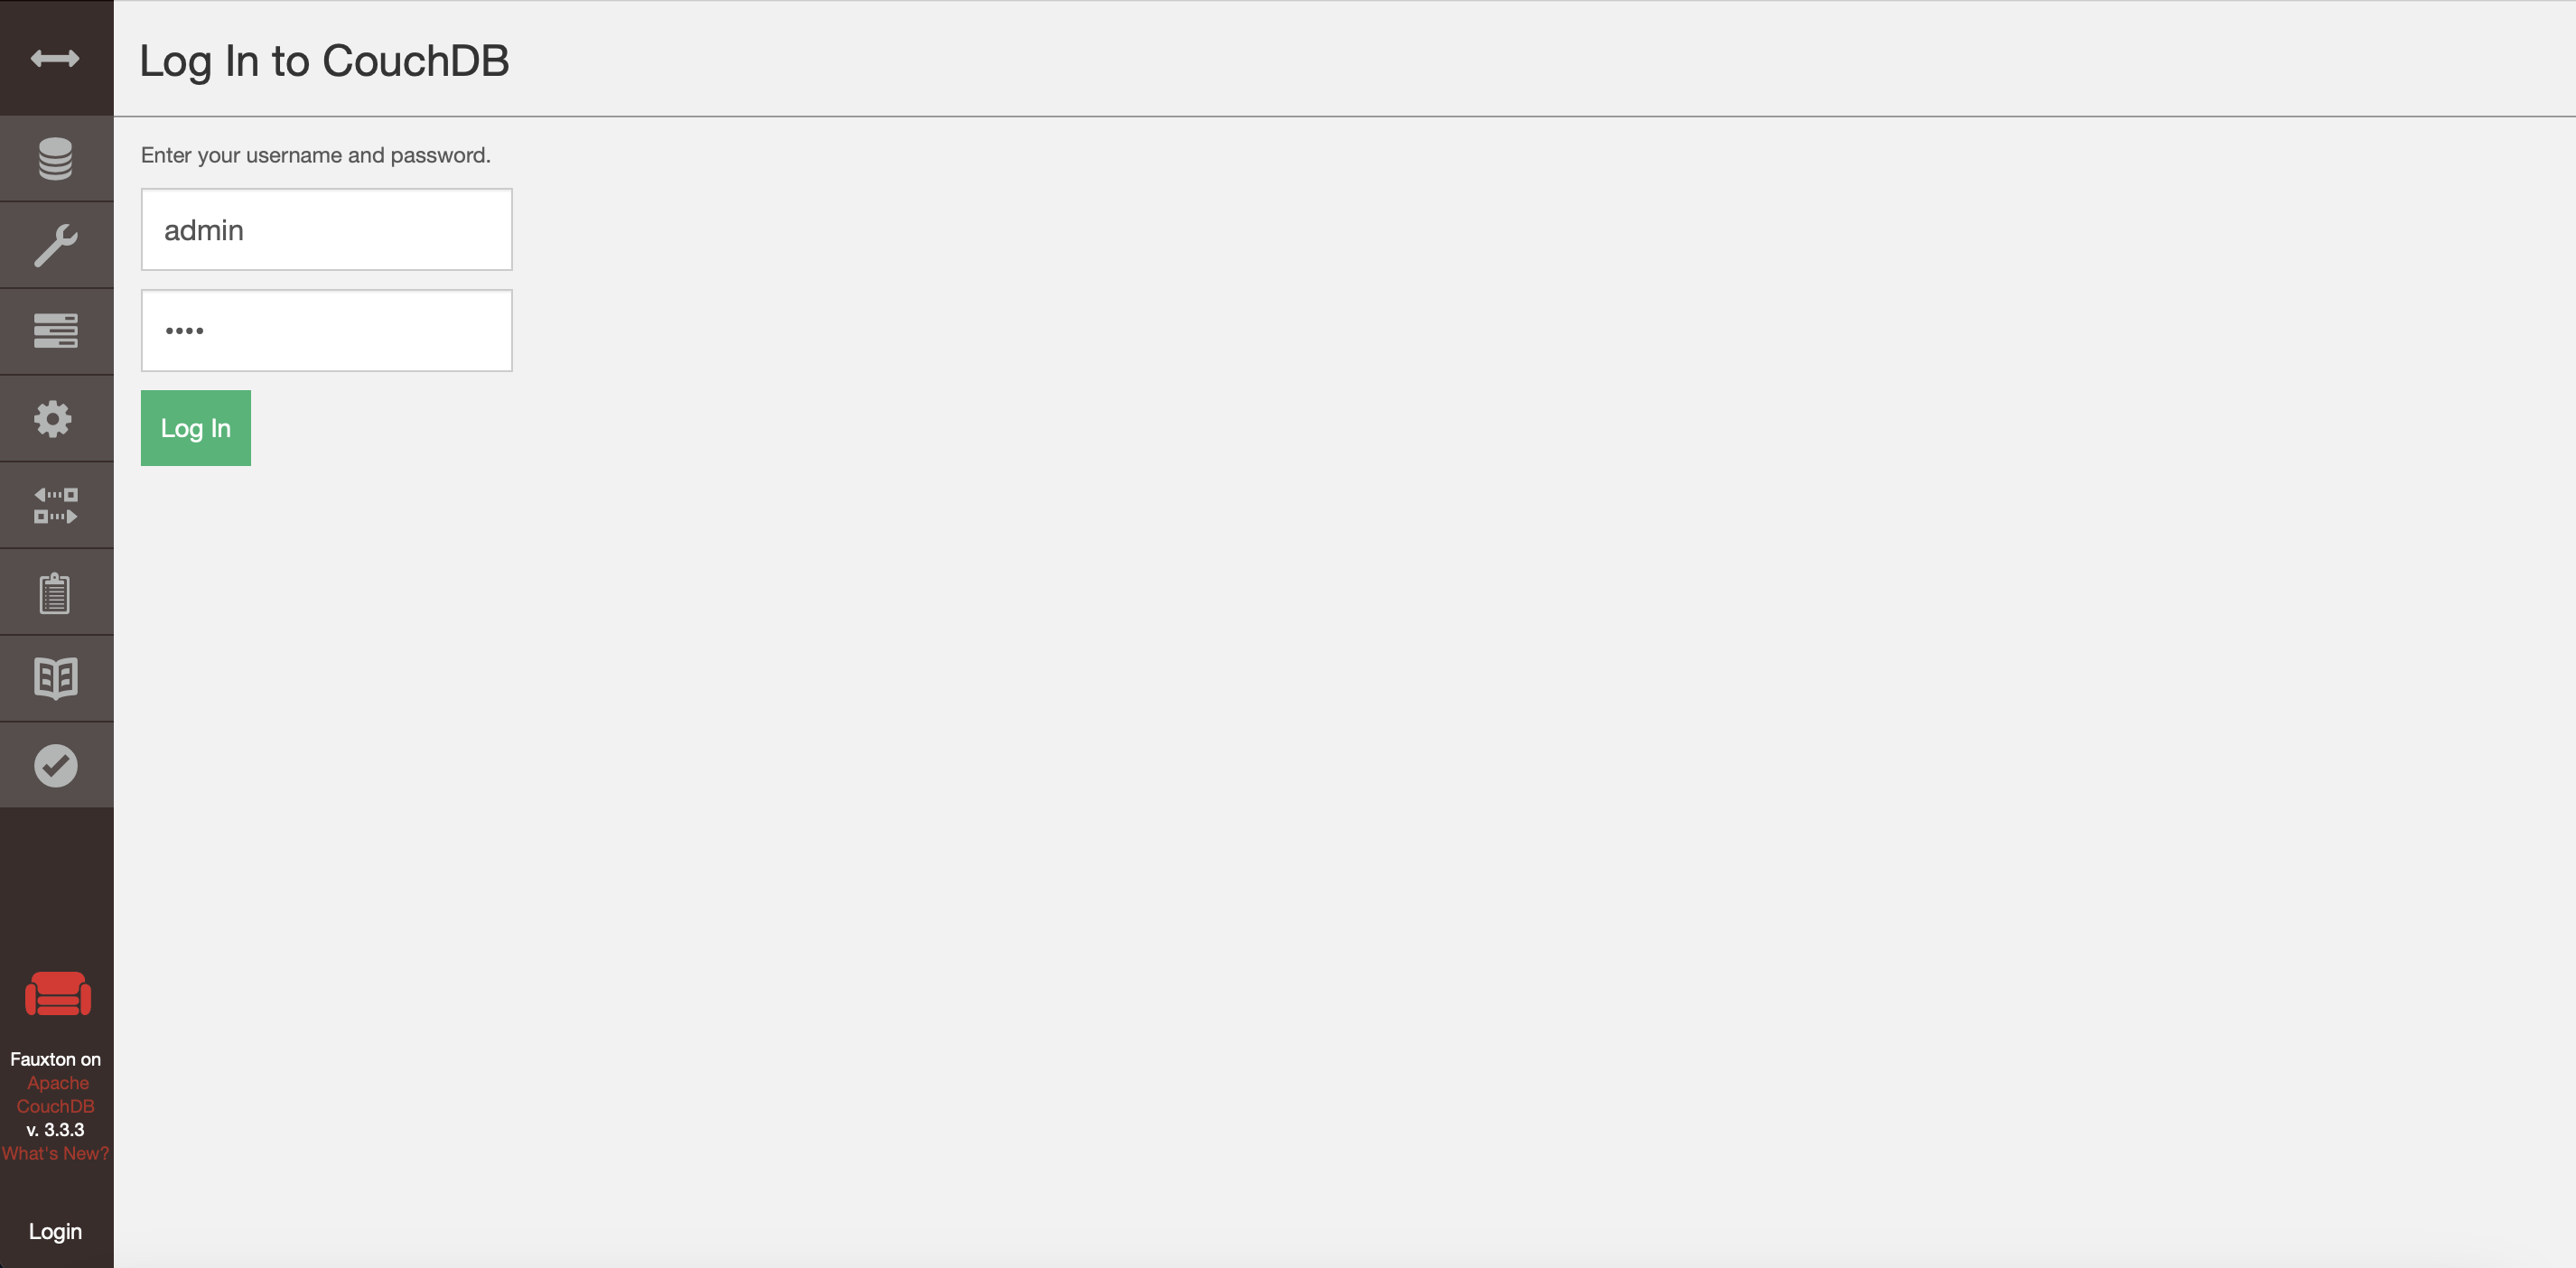 Log In to CouchDB
Enter your username and password.
admin
••••
Log In
Fauxton on
Apache
CouchDB
v. 3.3.3
What's New?
Login